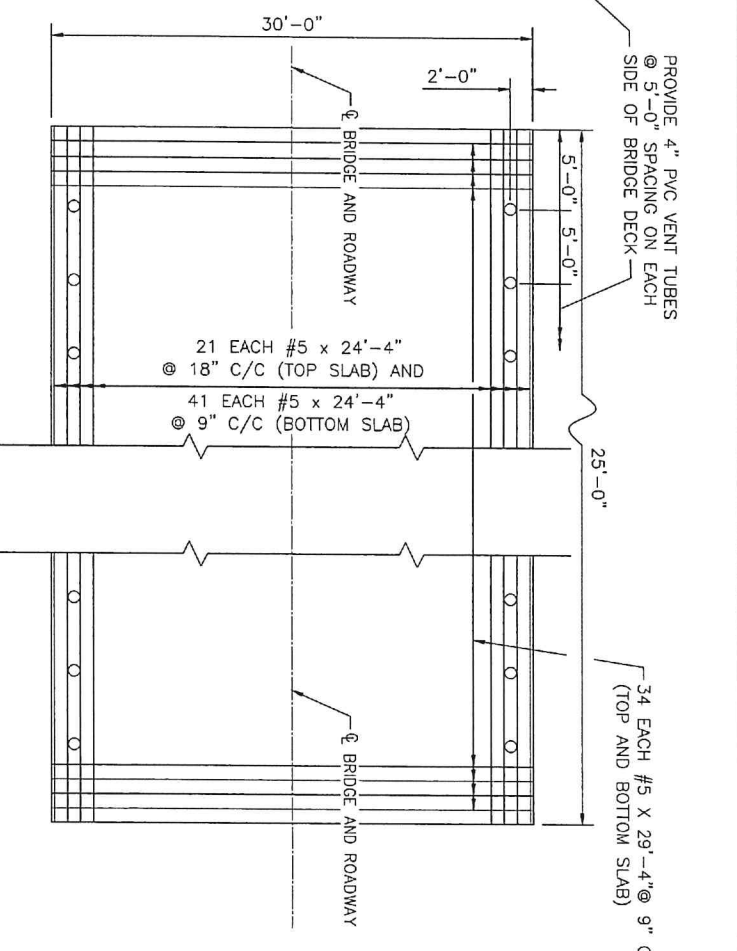 30'-0"
2'-0"
PROVIDE 4" PVC VENT TUBES
@ 5'-0" SPACING ON EACH
SIDE OF BRIDGE DECK
5'-0"
5'-0"
℄ BRIDGE AND ROADWAY
21 EACH #5 x 24'-4"
@ 18" C/C (TOP SLAB) AND
41 EACH #5 x 24'-4"
@ 9" C/C (BOTTOM SLAB)
25'-0"
34 EACH #5 X 29'-4"@ 9"
(TOP AND BOTTOM SLAB)
℄ BRIDGE AND ROADWAY